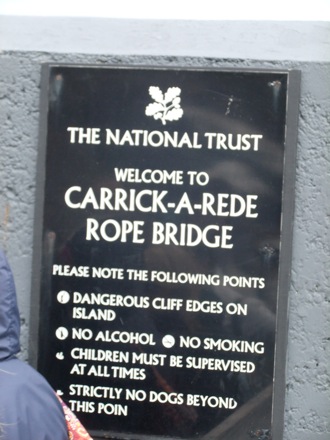 THE NATIONAL TRUST
WELCOME TO
CARRICK-A-REDE
ROPE BRIDGE
PLEASE NOTE THE FOLLOWING POINTS
DANGEROUS CLIFF EDGES ON
ISLAND
NO ALCOHOL NO SMOKING
CHILDREN MUST BE SUPERVISED
AT ALL TIMES
STRICTLY NO DOGS BEYOND
THIS POIN